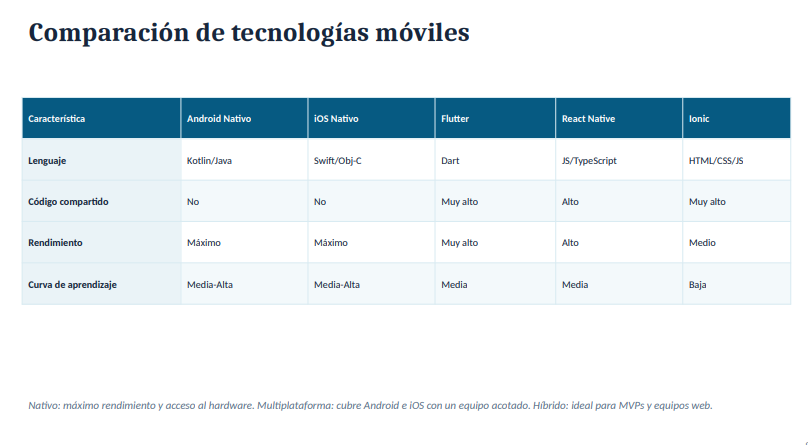 Comparación de tecnologías móviles
Característica Android Nativo iOS Nativo Flutter React Native Ionic
Lenguaje Kotlin/Java Swift/Obj-C Dart JS/TypeScript HTML/CSS/JS
Código compartido No No Muy alto Alto Muy alto
Rendimiento Máximo Máximo Muy alto Alto Medio
Curva de aprendizaje Media-Alta Media-Alta Media Media Baja
Nativo: máximo rendimiento y acceso al hardware. Multiplataforma: cubre Android e iOS con un equipo acotado. Híbrido: ideal para MVPs y equipos web.